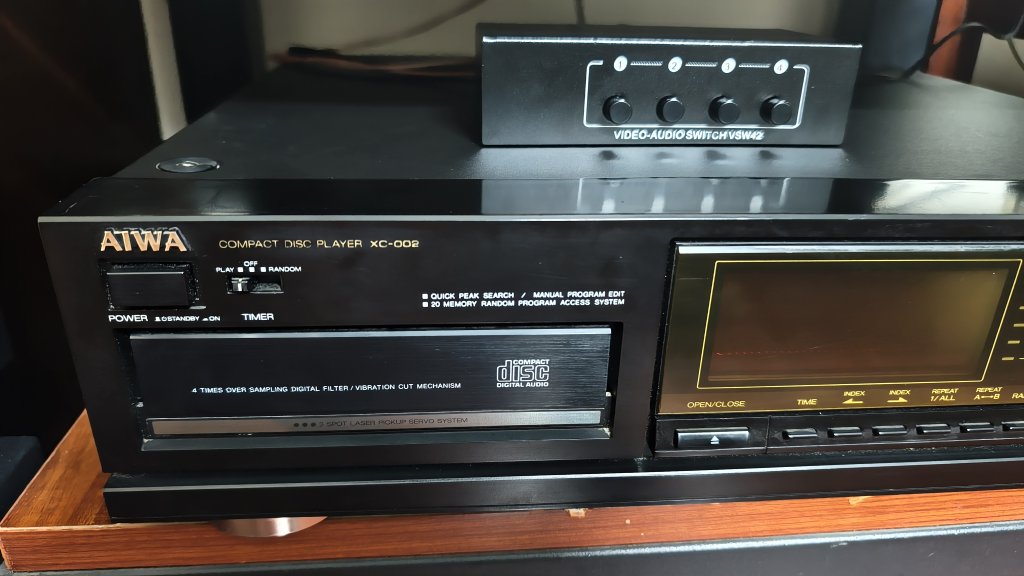 1 2 3 4
VIDEO-AUDIO SWITCH VSW42
AIWA
COMPACT DISC PLAYER XC-002
OFF
PLAY RANDOM
POWER STANDBY ON TIMER
QUICK PEAK SEARCH / MANUAL PROGRAM EDIT
20 MEMORY RANDOM PROGRAM ACCESS SYSTEM
COMPACT
disc
DIGITAL AUDIO
4 TIMES OVER SAMPLING DIGITAL FILTER / VIBRATION CUT MECHANISM
3 SPOT LASER PICKUP SERVO SYSTEM
OPEN/CLOSE TIME INDEX INDEX REPEAT 1/ALL REPEAT A↔B RA